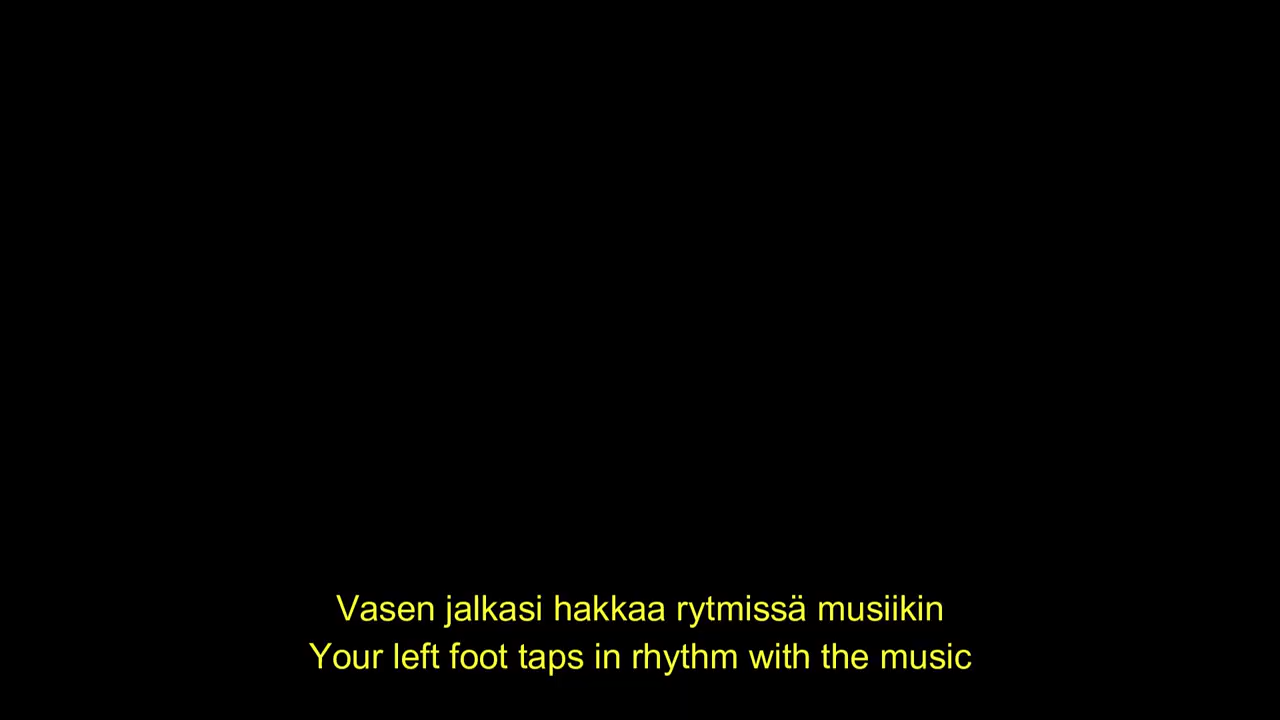 Vasen jalkasi hakkaa rytmissä musiikin
Your left foot taps in rhythm with the music